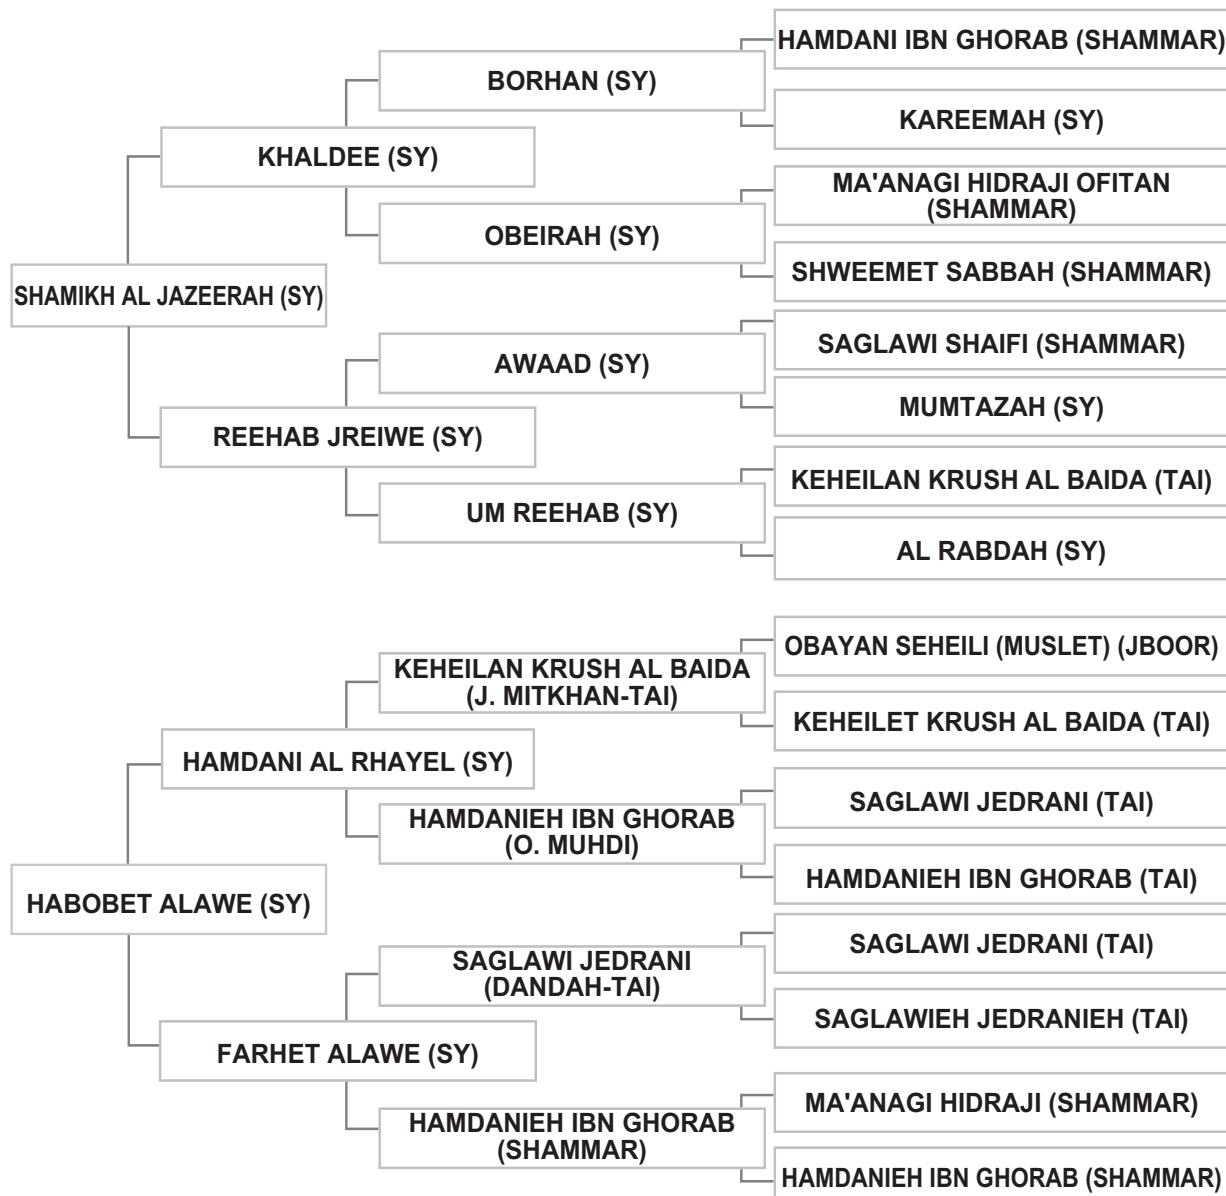 HAMDANI IBN GHORAB (SHAMMAR)
BORHAN (SY)
KAREEMAH (SY)
KHALDEE (SY)
MA'ANAGI HIDRAJI OFITAN
(SHAMMAR)
OBEIRAH (SY)
SHWEEMET SABBAH (SHAMMAR)
SHAMIKH AL JAZEERAH (SY)
SAGLAWI SHAIFI (SHAMMAR)
AWAAD (SY)
MUMTAZAH (SY)
REEHAB JREIWE (SY)
KEHEILAN KRUSH AL BAIDA (TAI)
UM REEHAB (SY)
AL RABDAH (SY)
OBAYAN SEHEILI (MUSLET) (JBOOR)
KEHEILAN KRUSH AL BAIDA
(J. MITKHAN-TAI)
KEHEILET KRUSH AL BAIDA (TAI)
HAMDANI AL RHAYEL (SY)
SAGLAWI JEDRANI (TAI)
HAMDANIEH IBN GHORAB
(O. MUHDI)
HAMDANIEH IBN GHORAB (TAI)
HABOBET ALAWE (SY)
SAGLAWI JEDRANI (TAI)
SAGLAWI JEDRANI
(DANDAH-TAI)
SAGLAWIEH JEDRANIEH (TAI)
FARHET ALAWE (SY)
MA'ANAGI HIDRAJI (SHAMMAR)
HAMDANIEH IBN GHORAB
(SHAMMAR)
HAMDANIEH IBN GHORAB (SHAMMAR)